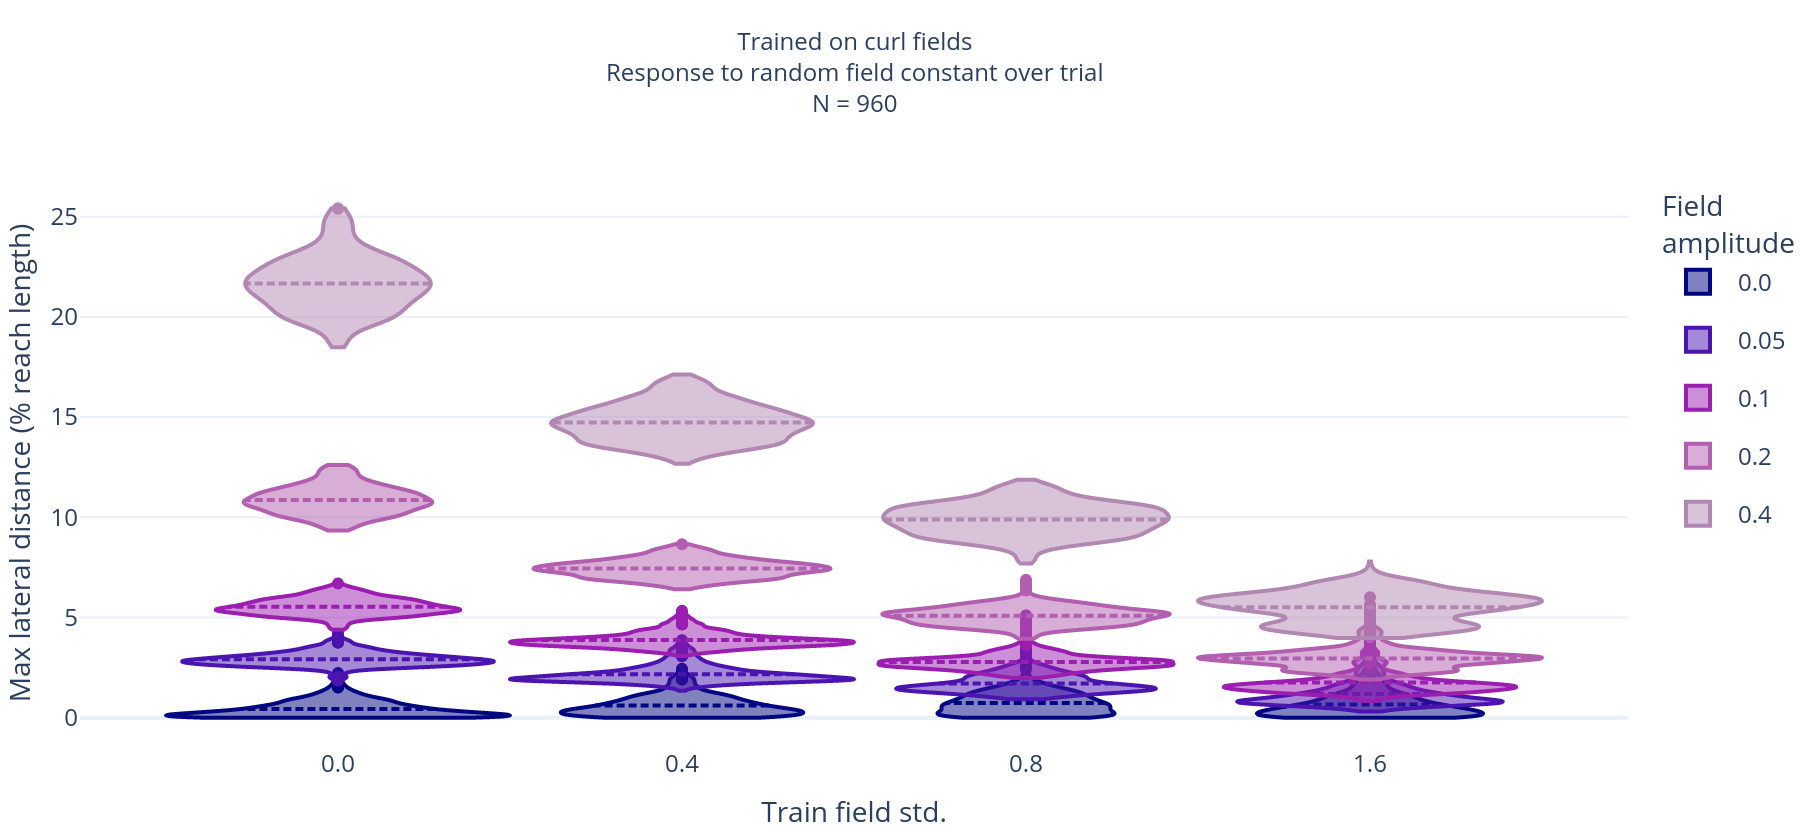 Trained on curl fields
Response to random field constant over trial
N = 960
Max lateral distance (% reach length)
25
20
15
10
5
0
0.0
0.4
0.8
1.6
Train field std.
Field
amplitude
0.0
0.05
0.1
0.2
0.4